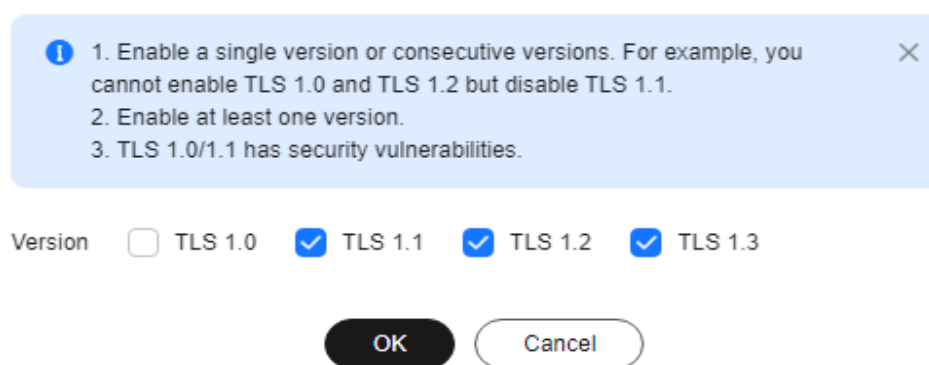 1. Enable a single version or consecutive versions. For example, you
cannot enable TLS 1.0 and TLS 1.2 but disable TLS 1.1.
2. Enable at least one version.
3. TLS 1.0/1.1 has security vulnerabilities.
Version TLS 1.0 TLS 1.1 TLS 1.2 TLS 1.3
OK Cancel